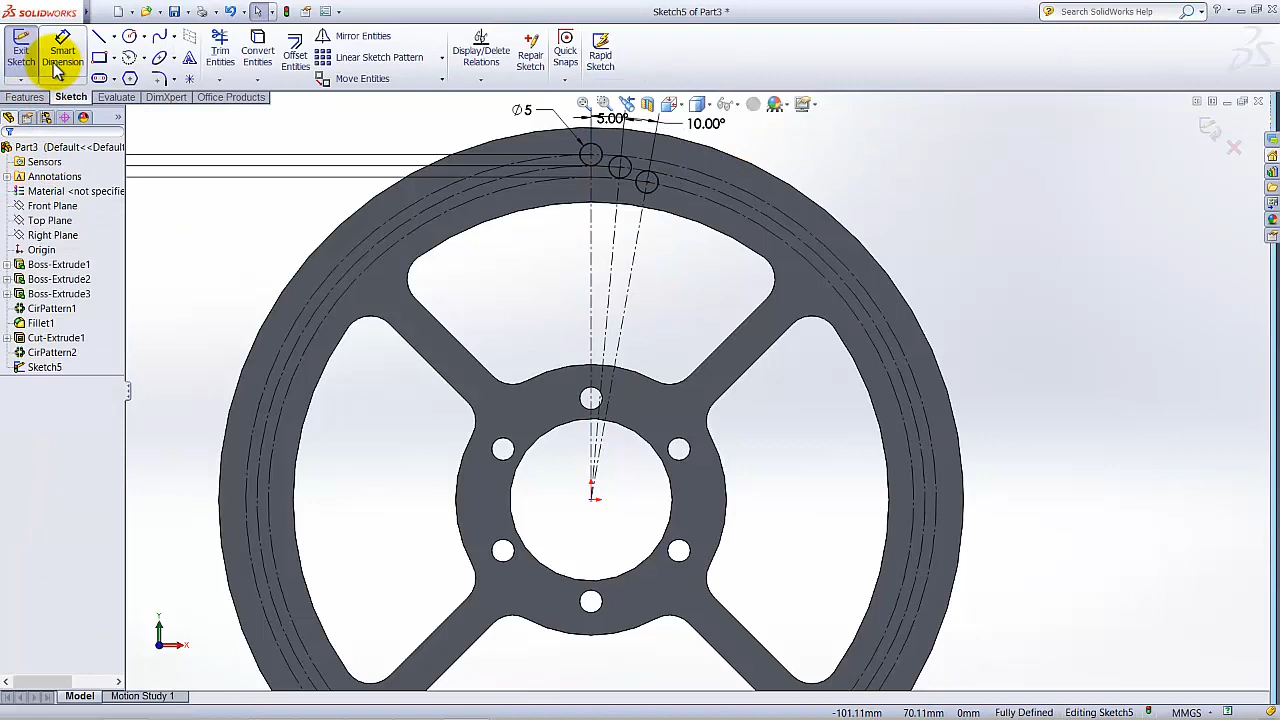 SOLIDWORKS
Sketch5 of Part3 *
Search SolidWorks Help
Exit Sketch
Smart Dimension
Trim Entities
Convert Entities
Offset Entities
Mirror Entities
Linear Sketch Pattern
Move Entities
Display/Delete Relations
Repair Sketch
Quick Snaps
Rapid Sketch
Features
Sketch
Evaluate
DimXpert
Office Products
Ø5
5.00°
10.00°
Part3 (Default<<Default
Sensors
Annotations
Material <not specifie
Front Plane
Top Plane
Right Plane
Origin
Boss-Extrude1
Boss-Extrude2
Boss-Extrude3
CirPattern1
Fillet1
Cut-Extrude1
CirPattern2
Sketch5
Y
X
Model
Motion Study 1
-101.11mm
70.11mm
0mm
Fully Defined
Editing Sketch5
MMGS